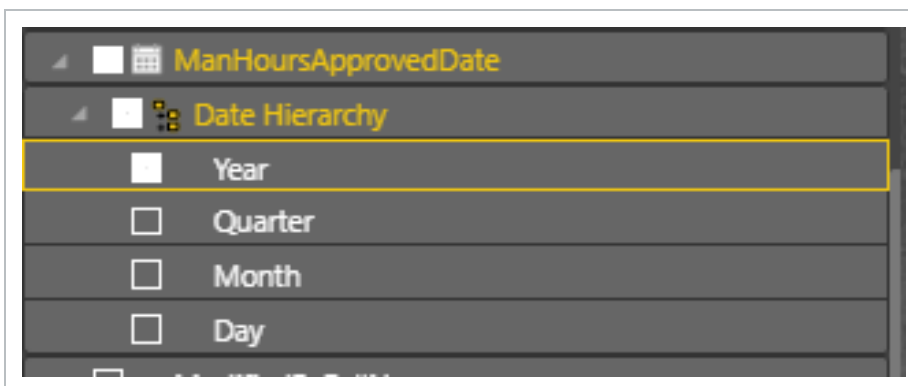 ManHoursApprovedDate
Date Hierarchy
Year
Quarter
Month
Day